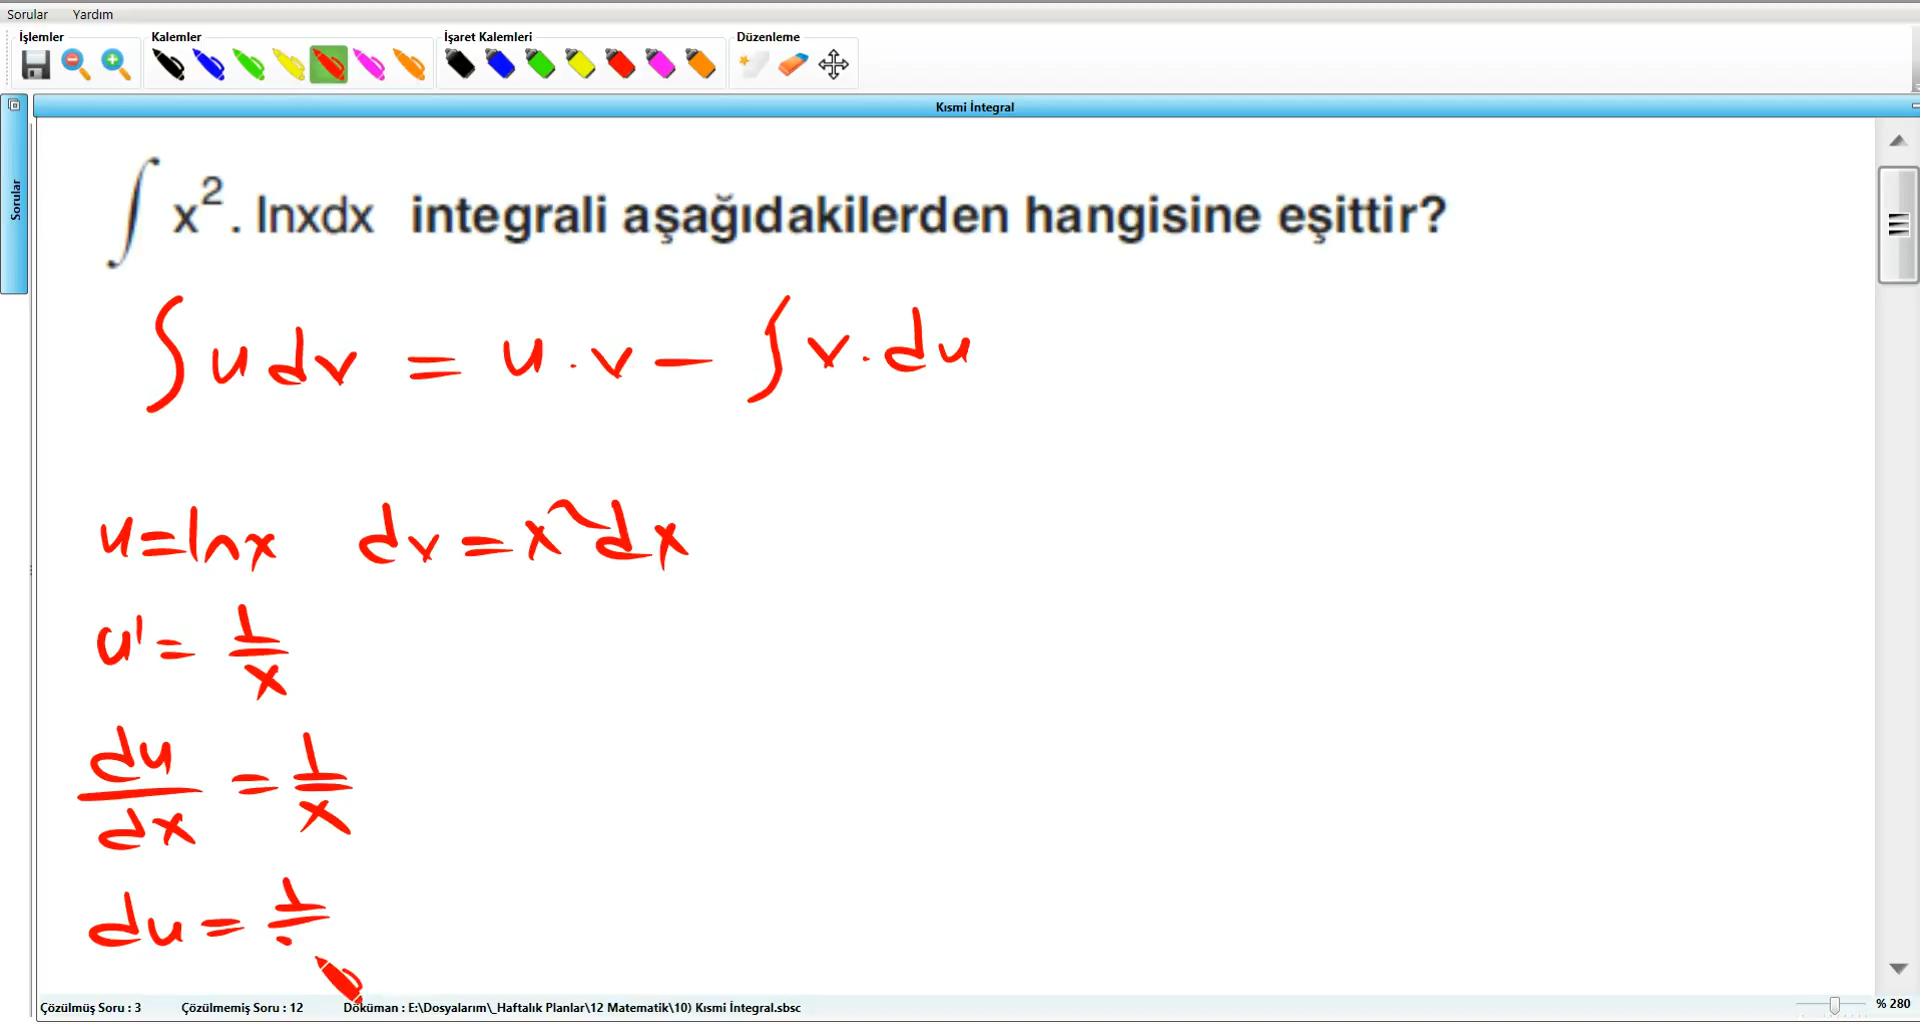 Sorular Yardım
İşlemler Kalemler İşaret Kalemleri Düzenleme
Kısmi İntegral
Sorular
∫ x². lnxdx integrali aşağıdakilerden hangisine eşittir?
∫ u dv = u . v − ∫ v . du
u=lnx dv=x²dx
u' = 1/x
du/dx = 1/x
du = 1/
Çözülmüş Soru : 3 Çözülmemiş Soru : 12 Döküman : E:\Dosyalarım\_Haftalık Planlar\12 Matematik\10) Kısmi İntegral.sbsc % 280